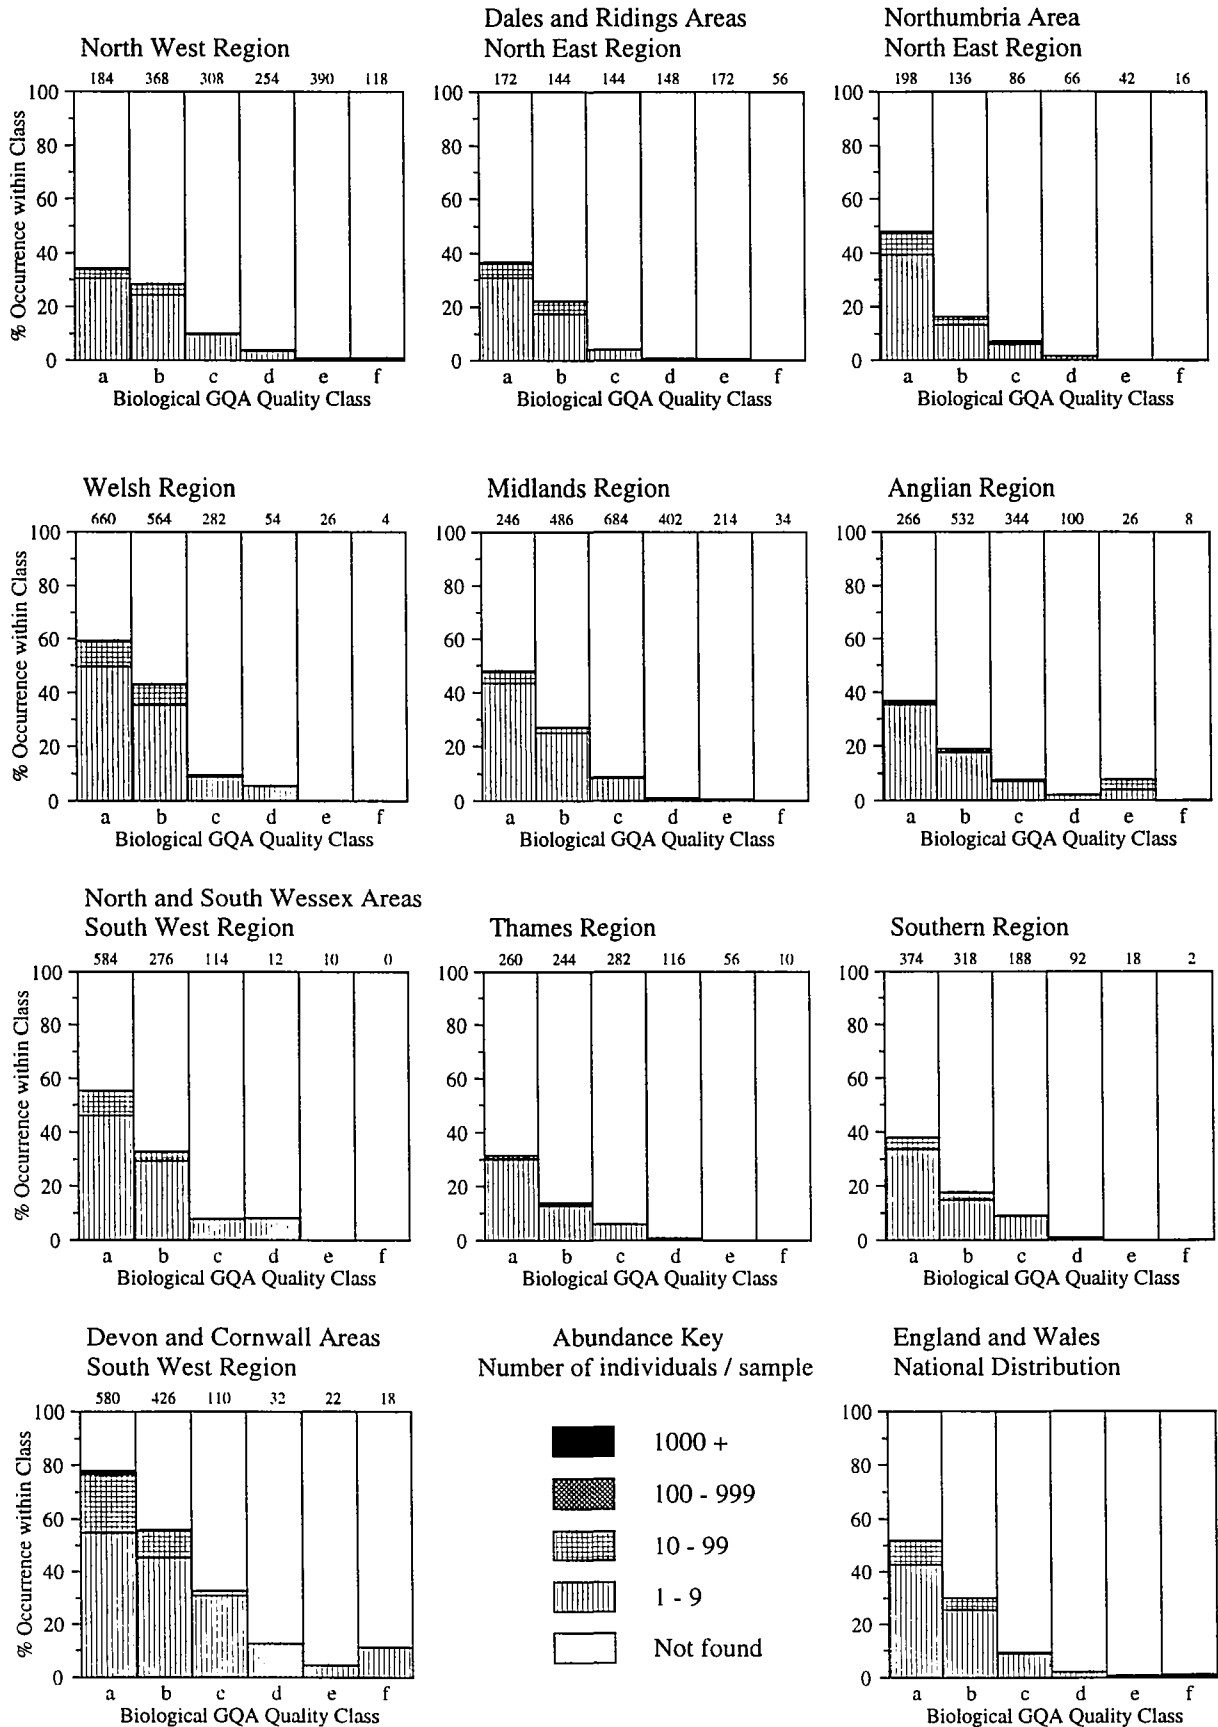 North West Region
184 368 308 254 390 118
% Occurrence within Class
100
80
60
40
20
0
a b c d e f
Biological GQA Quality Class
Dales and Ridings Areas
North East Region
172 144 144 148 172 56
100
80
60
40
20
0
a b c d e f
Biological GQA Quality Class
Northumbria Area
North East Region
198 136 86 66 42 16
100
80
60
40
20
0
a b c d e f
Biological GQA Quality Class
Welsh Region
660 564 282 54 26 4
% Occurrence within Class
100
80
60
40
20
0
a b c d e f
Biological GQA Quality Class
Midlands Region
246 486 684 402 214 34
100
80
60
40
20
0
a b c d e f
Biological GQA Quality Class
Anglian Region
266 532 344 100 26 8
100
80
60
40
20
0
a b c d e f
Biological GQA Quality Class
North and South Wessex Areas
South West Region
584 276 114 12 10 0
% Occurrence within Class
100
80
60
40
20
0
a b c d e f
Biological GQA Quality Class
Thames Region
260 244 282 116 56 10
100
80
60
40
20
0
a b c d e f
Biological GQA Quality Class
Southern Region
374 318 188 92 18 2
100
80
60
40
20
0
a b c d e f
Biological GQA Quality Class
Devon and Cornwall Areas
South West Region
580 426 110 32 22 18
% Occurrence within Class
100
80
60
40
20
0
a b c d e f
Biological GQA Quality Class
Abundance Key
Number of individuals / sample
1000 +
100 - 999
10 - 99
1 - 9
Not found
England and Wales
National Distribution
100
80
60
40
20
0
a b c d e f
Biological GQA Quality Class